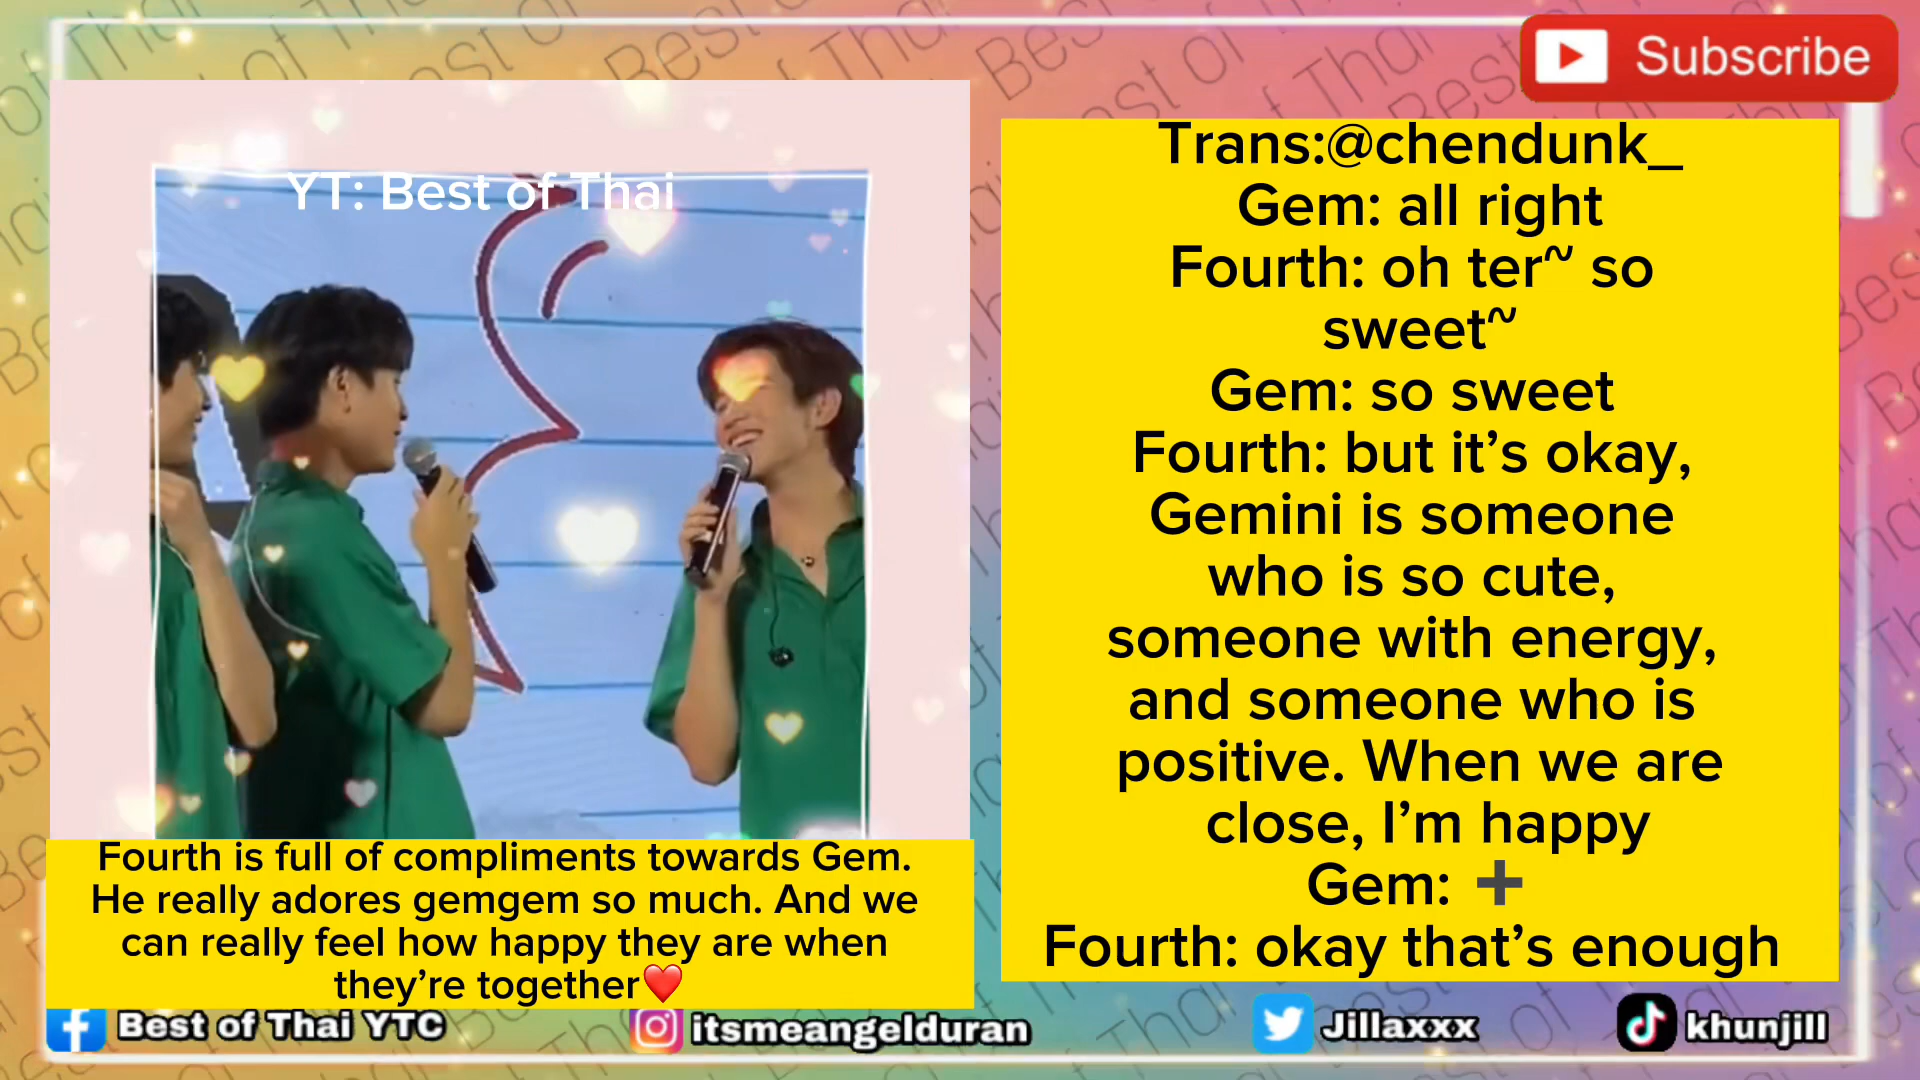 Subscribe
YT: Best of Thai
Trans:@chendunk_
Gem: all right
Fourth: oh ter~ so
sweet~
Gem: so sweet
Fourth: but it’s okay,
Gemini is someone
who is so cute,
someone with energy,
and someone who is
positive. When we are
close, I’m happy
Gem: ➕
Fourth: okay that’s enough
Fourth is full of compliments towards Gem.
He really adores gemgem so much. And we
can really feel how happy they are when
they’re together❤️
Best of Thai YTC
itsmeangelduran
Jillaxxx
khunjill